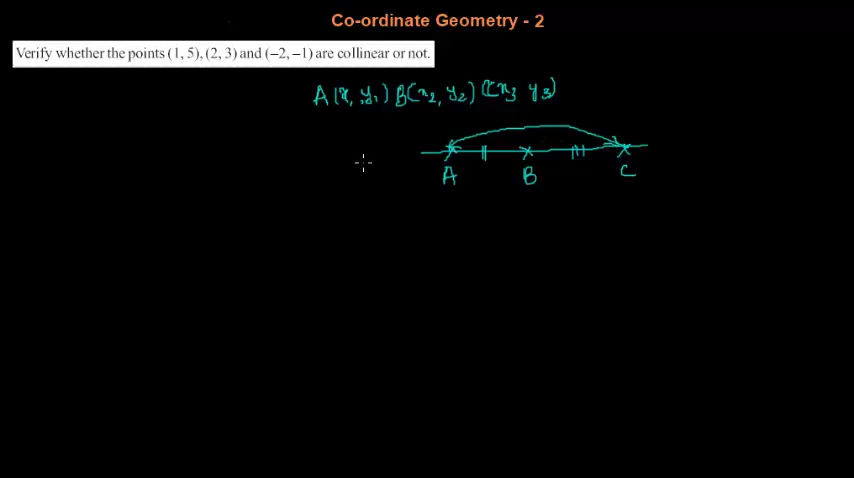 Co-ordinate Geometry - 2
Verify whether the points (1, 5), (2, 3) and (−2, −1) are collinear or not.
A(x, y₁) B(x₂, y₂) C(x₃ y₃)
A B C